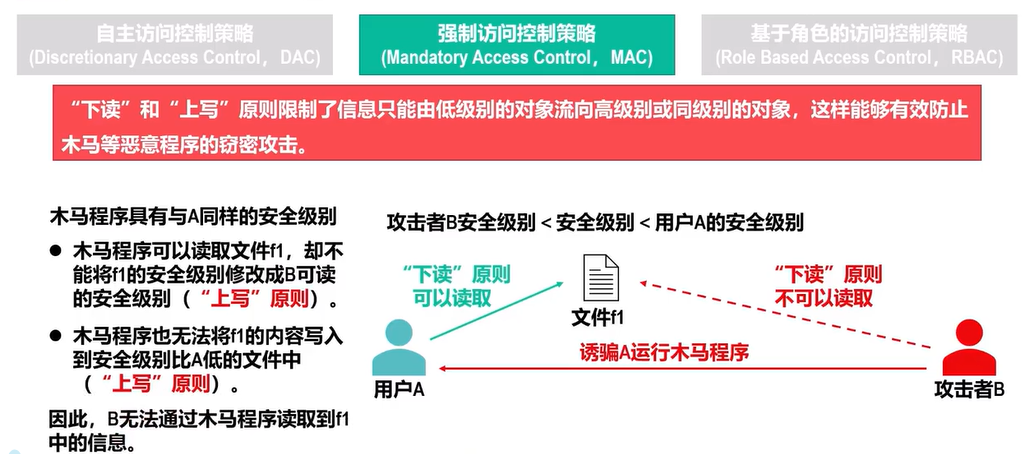 自主访问控制策略
(Discretionary Access Control，DAC)
强制访问控制策略
(Mandatory Access Control，MAC)
基于角色的访问控制策略
(Role Based Access Control，RBAC)
“下读”和“上写”原则限制了信息只能由低级别的对象流向高级别或同级别的对象，这样能够有效防止
木马等恶意程序的窃密攻击。
木马程序具有与A同样的安全级别
● 木马程序可以读取文件f1，却不
能将f1的安全级别修改成B可读
的安全级别（“上写”原则）。
● 木马程序也无法将f1的内容写入
到安全级别比A低的文件中
（“上写”原则）。
因此，B无法通过木马程序读取到f1
中的信息。
攻击者B安全级别＜安全级别＜用户A的安全级别
“下读”原则
可以读取
文件f1
“下读”原则
不可以读取
诱骗A运行木马程序
用户A
攻击者B